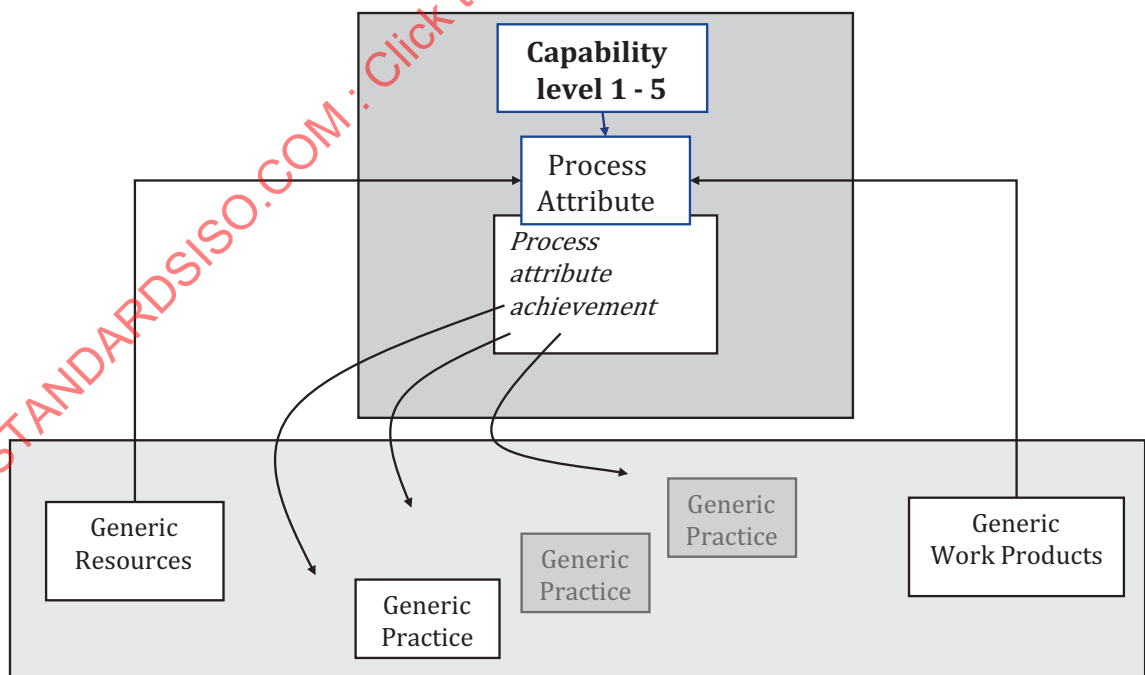 STANDARDSISO.COM : Click t
Capability
level 1 - 5
Process
Attribute
Process
attribute
achievement
Generic
Resources
Generic
Practice
Generic
Practice
Generic
Practice
Generic
Work Products